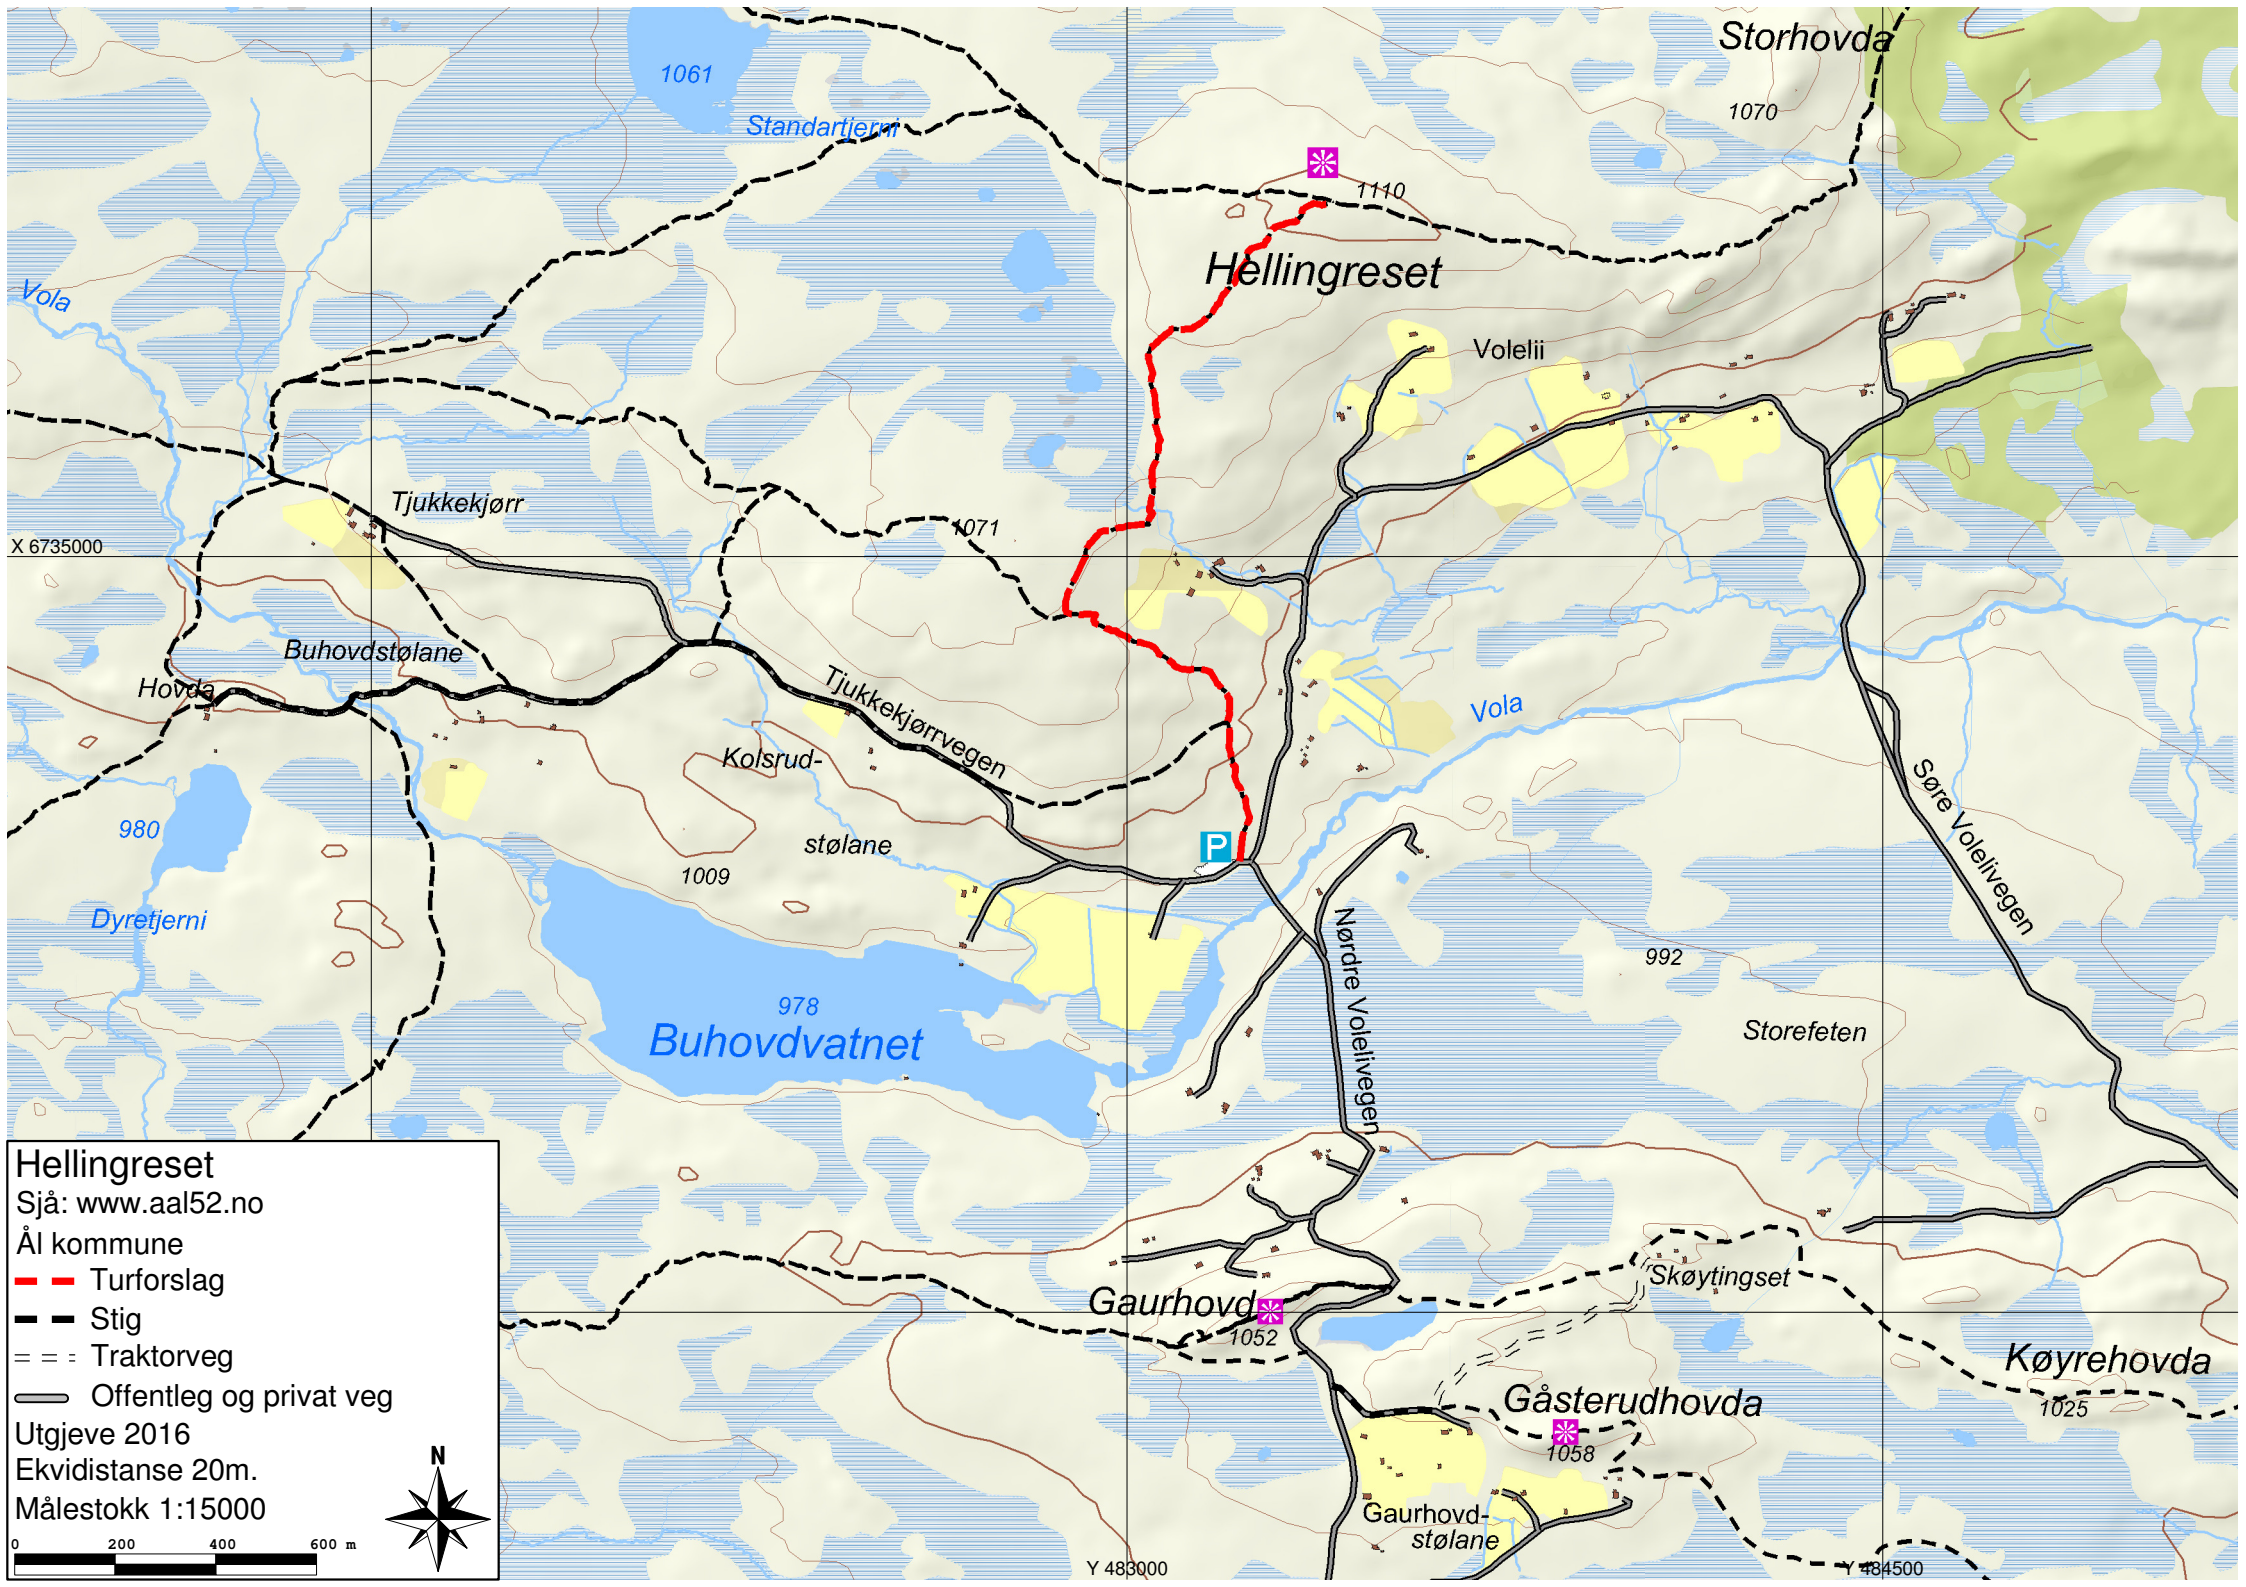 Storhovda
1061
1070
Standartjerni
1110
Hellingreset
Vola
Volelii
Tjukkekjørr
1071
X 6735000
Buhovdstølane
Hovda
Tjukkekjørrvegen
Vola
Kolsrud-
stølane
Søre Volelivegen
980
P
1009
Dyretjerni
Nørdre Volelivegen
992
978
Buhovdvatnet
Storefeten
Skøytingset
Gaurhovd
1052
Køyrehovda
1025
Gåsterudhovda
1058
Gaurhovd-
stølane
Y 483000
Y 484500
Hellingreset
Sjå: www.aal52.no
Ål kommune
Turforslag
Stig
Traktorveg
Offentleg og privat veg
Utgjeve 2016
Ekvidistanse 20m.
Målestokk 1:15000
N
0 200 400 600 m